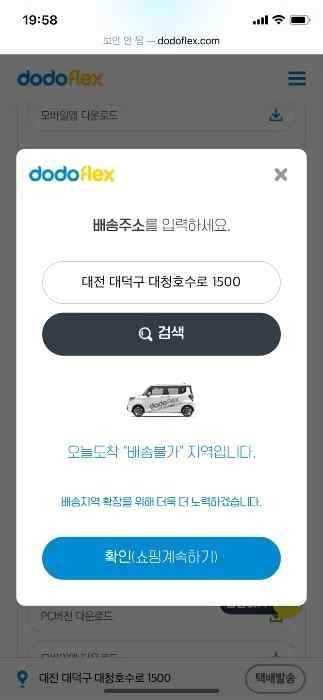 19:58
보안 안 됨 — dodoflex.com
dodoflex
모바일앱 다운로드
dodoflex
배송주소를 입력하세요.
대전 대덕구 대청호수로 1500
검색
dodoflex
오늘도착 "배송불가" 지역입니다.
배송지역 확장을 위해 더욱 더 노력하겠습니다.
확인(쇼핑계속하기)
PC버전 다운로드
대전 대덕구 대청호수로 1500
택배발송